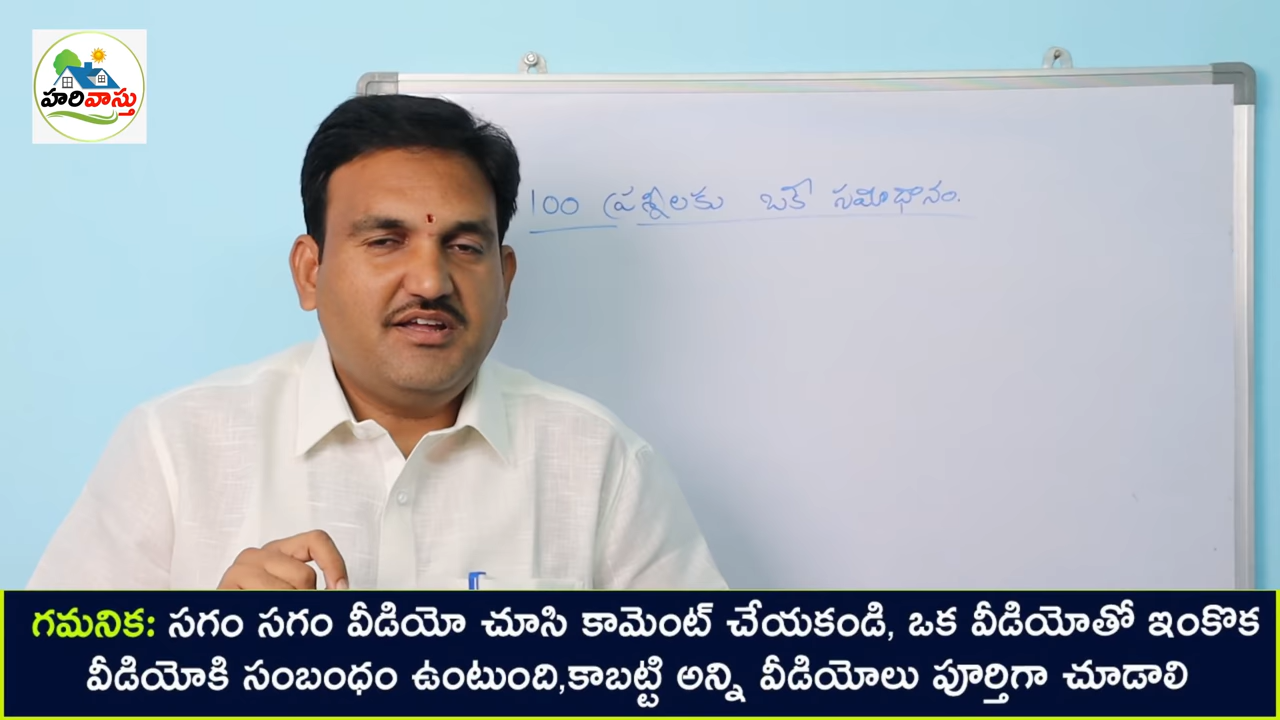 హరివాస్తు
100 ప్రశ్నలకు ఒకే సమాధానం.
గమనిక: సగం సగం వీడియో చూసి కామెంట్ చేయకండి, ఒక వీడియోతో ఇంకొక
వీడియోకి సంబంధం ఉంటుంది,కాబట్టి అన్ని వీడియోలు పూర్తిగా చూడాలి